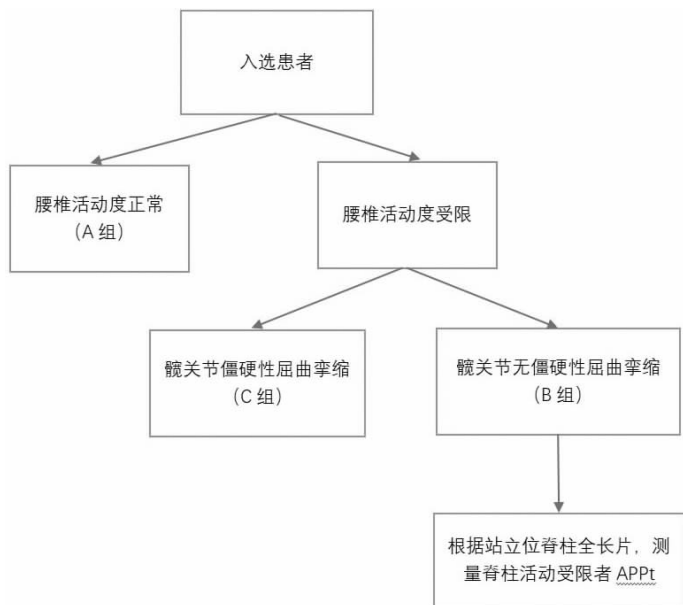 入选患者
腰椎活动度正常
（A 组）
腰椎活动度受限
髋关节僵硬性屈曲挛缩
（C 组）
髋关节无僵硬性屈曲挛缩
（B 组）
根据站立位脊柱全长片，测
量脊柱活动受限者 APPt